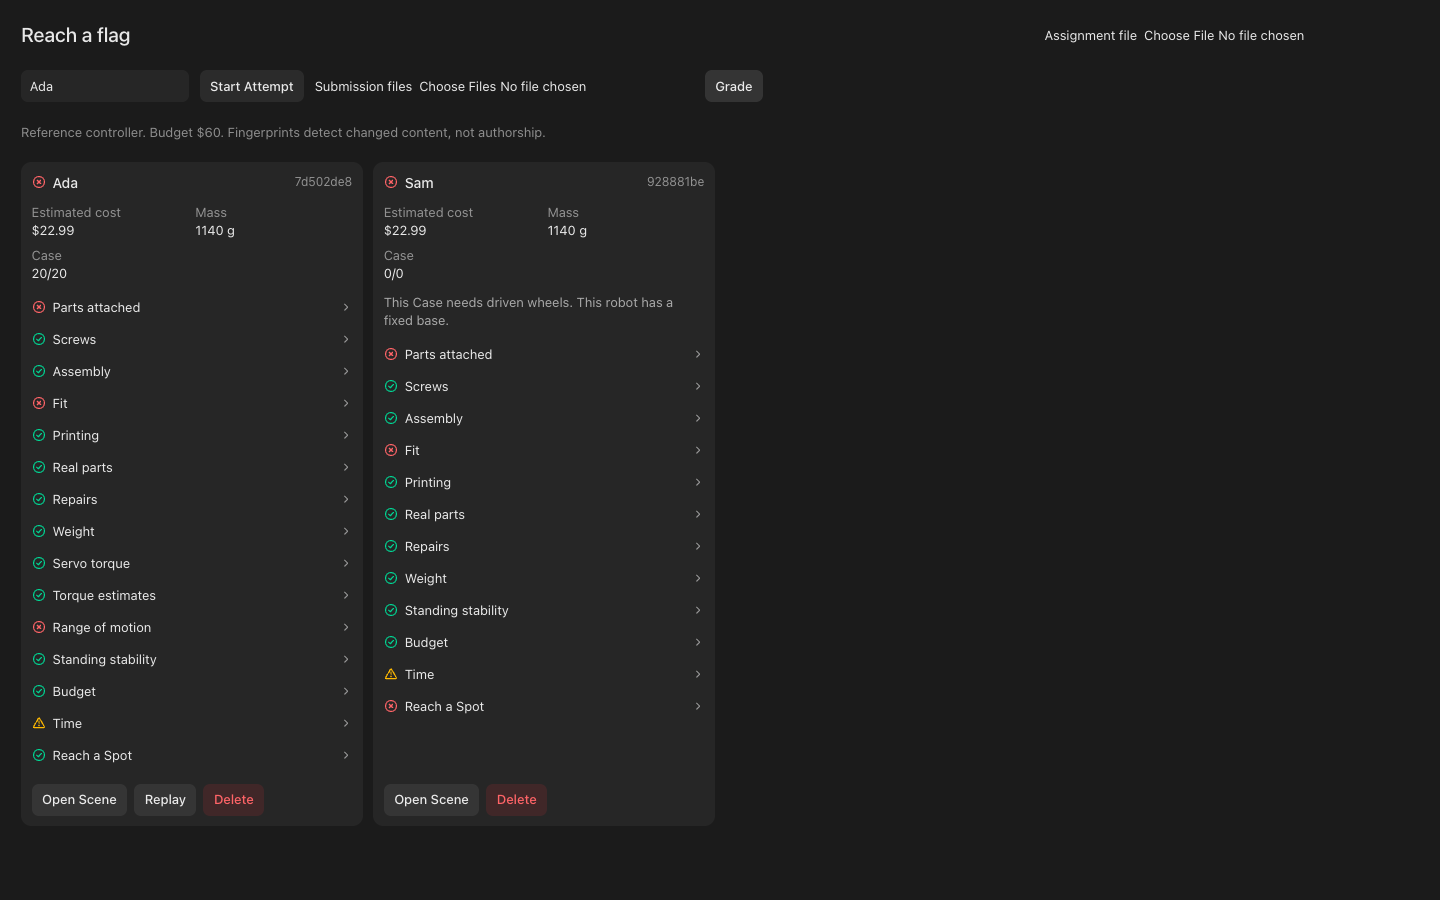 Reach a flag
Assignment file Choose File No file chosen
Ada
Start Attempt
Submission files Choose Files No file chosen
Grade
Reference controller. Budget $60. Fingerprints detect changed content, not authorship.
Ada
7d502de8
Estimated cost
Mass
$22.99
1140 g
Case
20/20
Parts attached
Screws
Assembly
Fit
Printing
Real parts
Repairs
Weight
Servo torque
Torque estimates
Range of motion
Standing stability
Budget
Time
Reach a Spot
Open Scene
Replay
Delete
Sam
928881be
Estimated cost
Mass
$22.99
1140 g
Case
0/0
This Case needs driven wheels. This robot has a
fixed base.
Parts attached
Screws
Assembly
Fit
Printing
Real parts
Repairs
Weight
Standing stability
Budget
Time
Reach a Spot
Open Scene
Delete